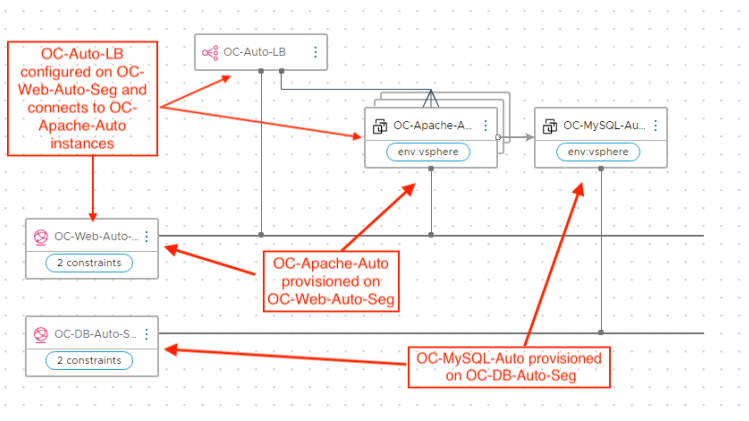 OC-Auto-LB
configured on OC-
Web-Auto-Seg and
connects to OC-
Apache-Auto
instances
OC-Auto-LB
OC-Apache-A...
env:vsphere
OC-MySQL-Au...
env:vsphere
OC-Web-Auto-...
2 constraints
OC-Apache-Auto
provisioned on
OC-Web-Auto-Seg
OC-DB-Auto-S...
2 constraints
OC-MySQL-Auto provisioned
on OC-DB-Auto-Seg